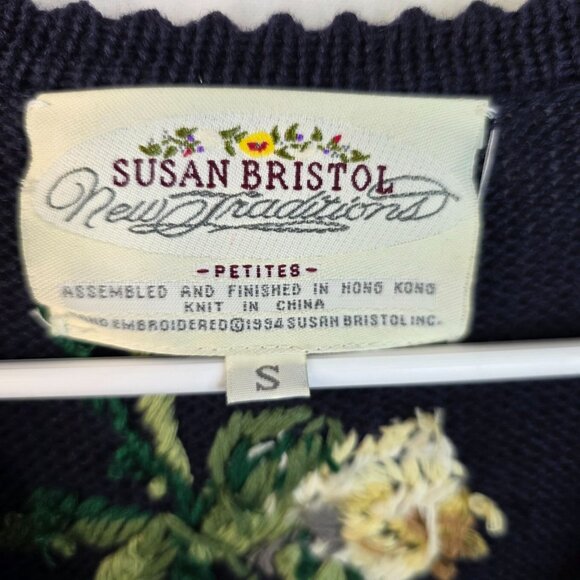 SUSAN BRISTOL
New Traditions
- PETITES -
ASSEMBLED AND FINISHED IN HONG KONG
KNIT IN CHINA
EMBROIDERED ©1994 SUSAN BRISTOL INC.
S